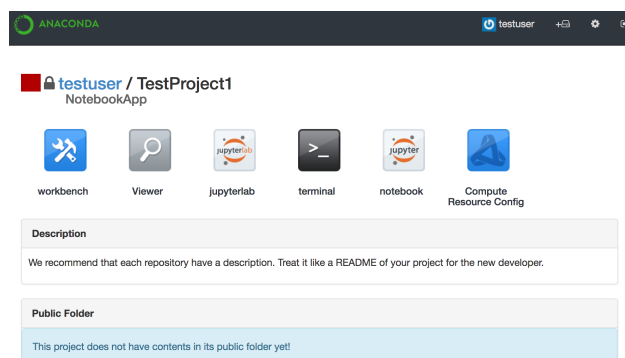 ANACONDA
testuser
testuser / TestProject1
NotebookApp
jupyterlab
>_
jupyter
workbench
Viewer
jupyterlab
terminal
notebook
Compute
Resource Config
Description
We recommend that each repository have a description. Treat it like a README of your project for the new developer.
Public Folder
This project does not have contents in its public folder yet!